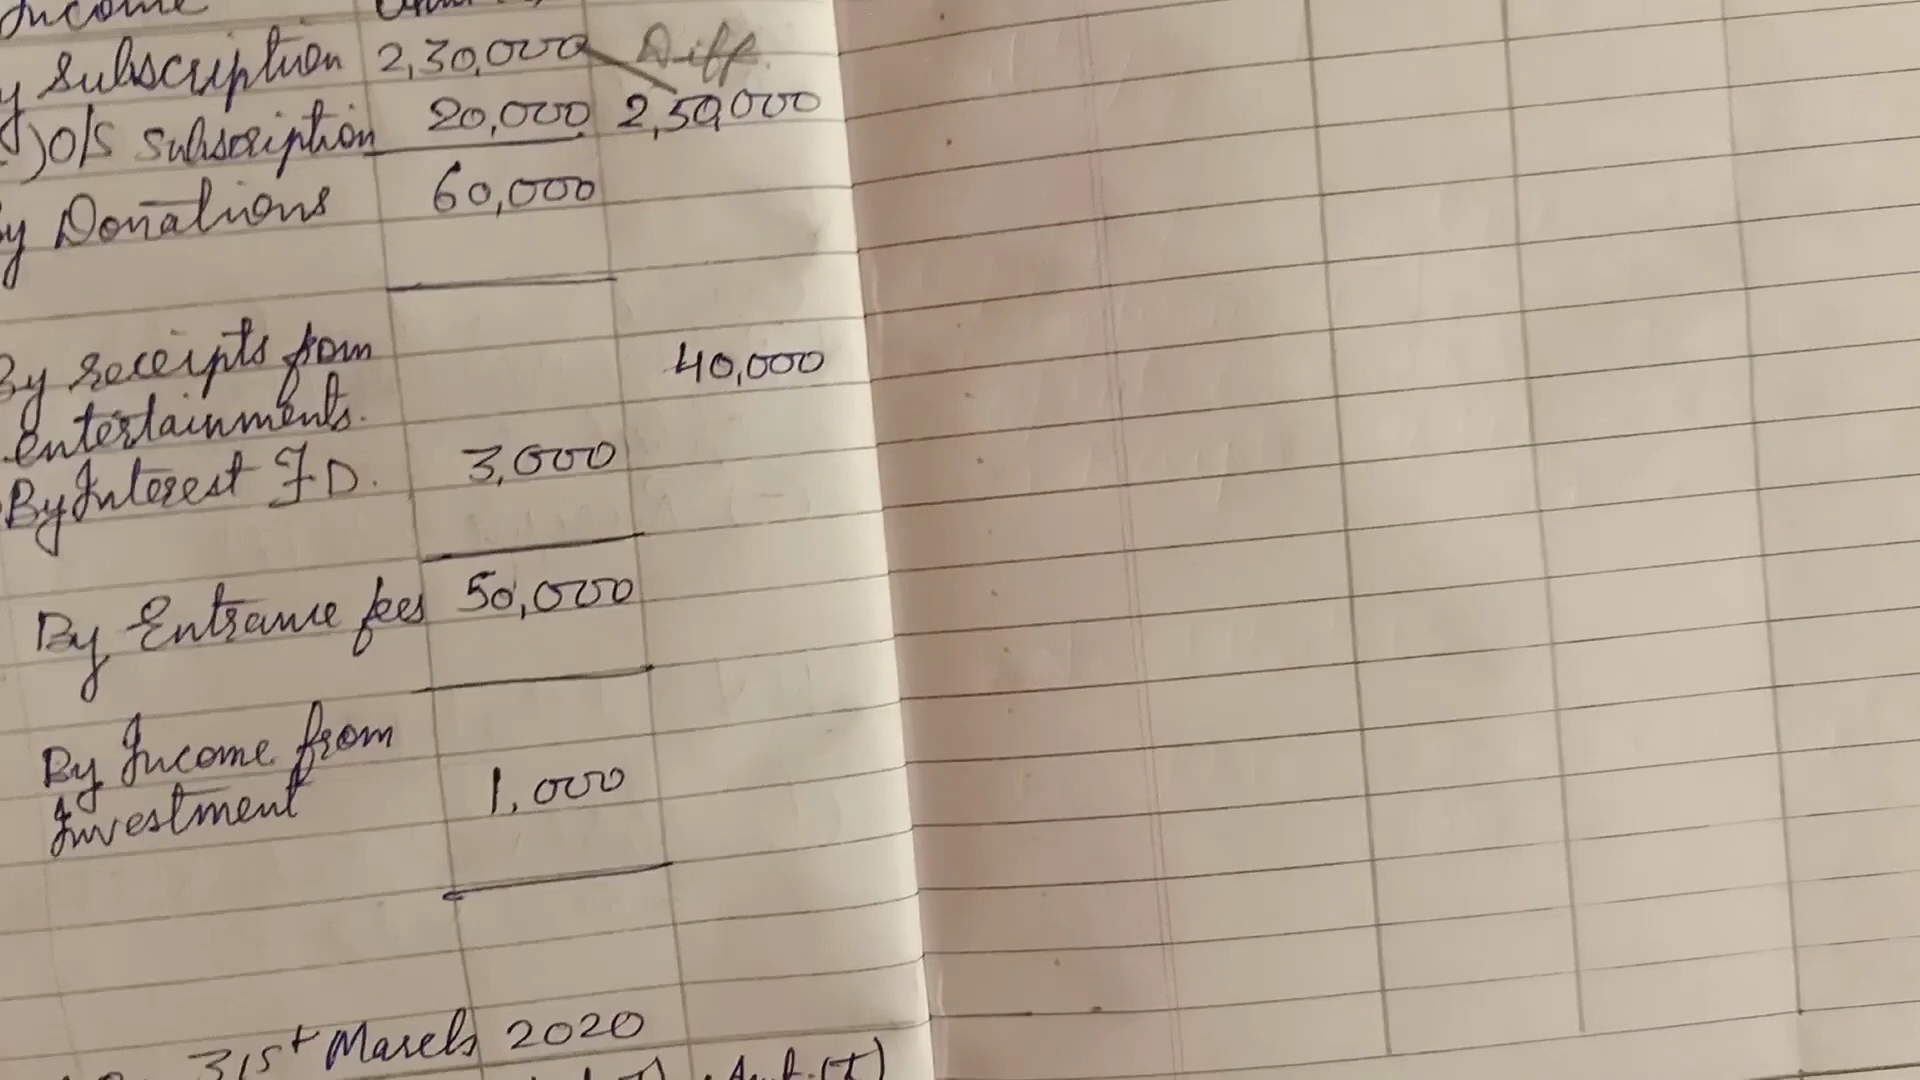 Income
Subscription 2,30,000 Diff.
O/S Subscription 20,000 2,50,000
By Donations 60,000
By receipts from 40,000
entertainments.
By Interest F D. 3,000
By Entrance fees 50,000
By Income from
Investment 1,000
31st March 2020
Amt. (₹)